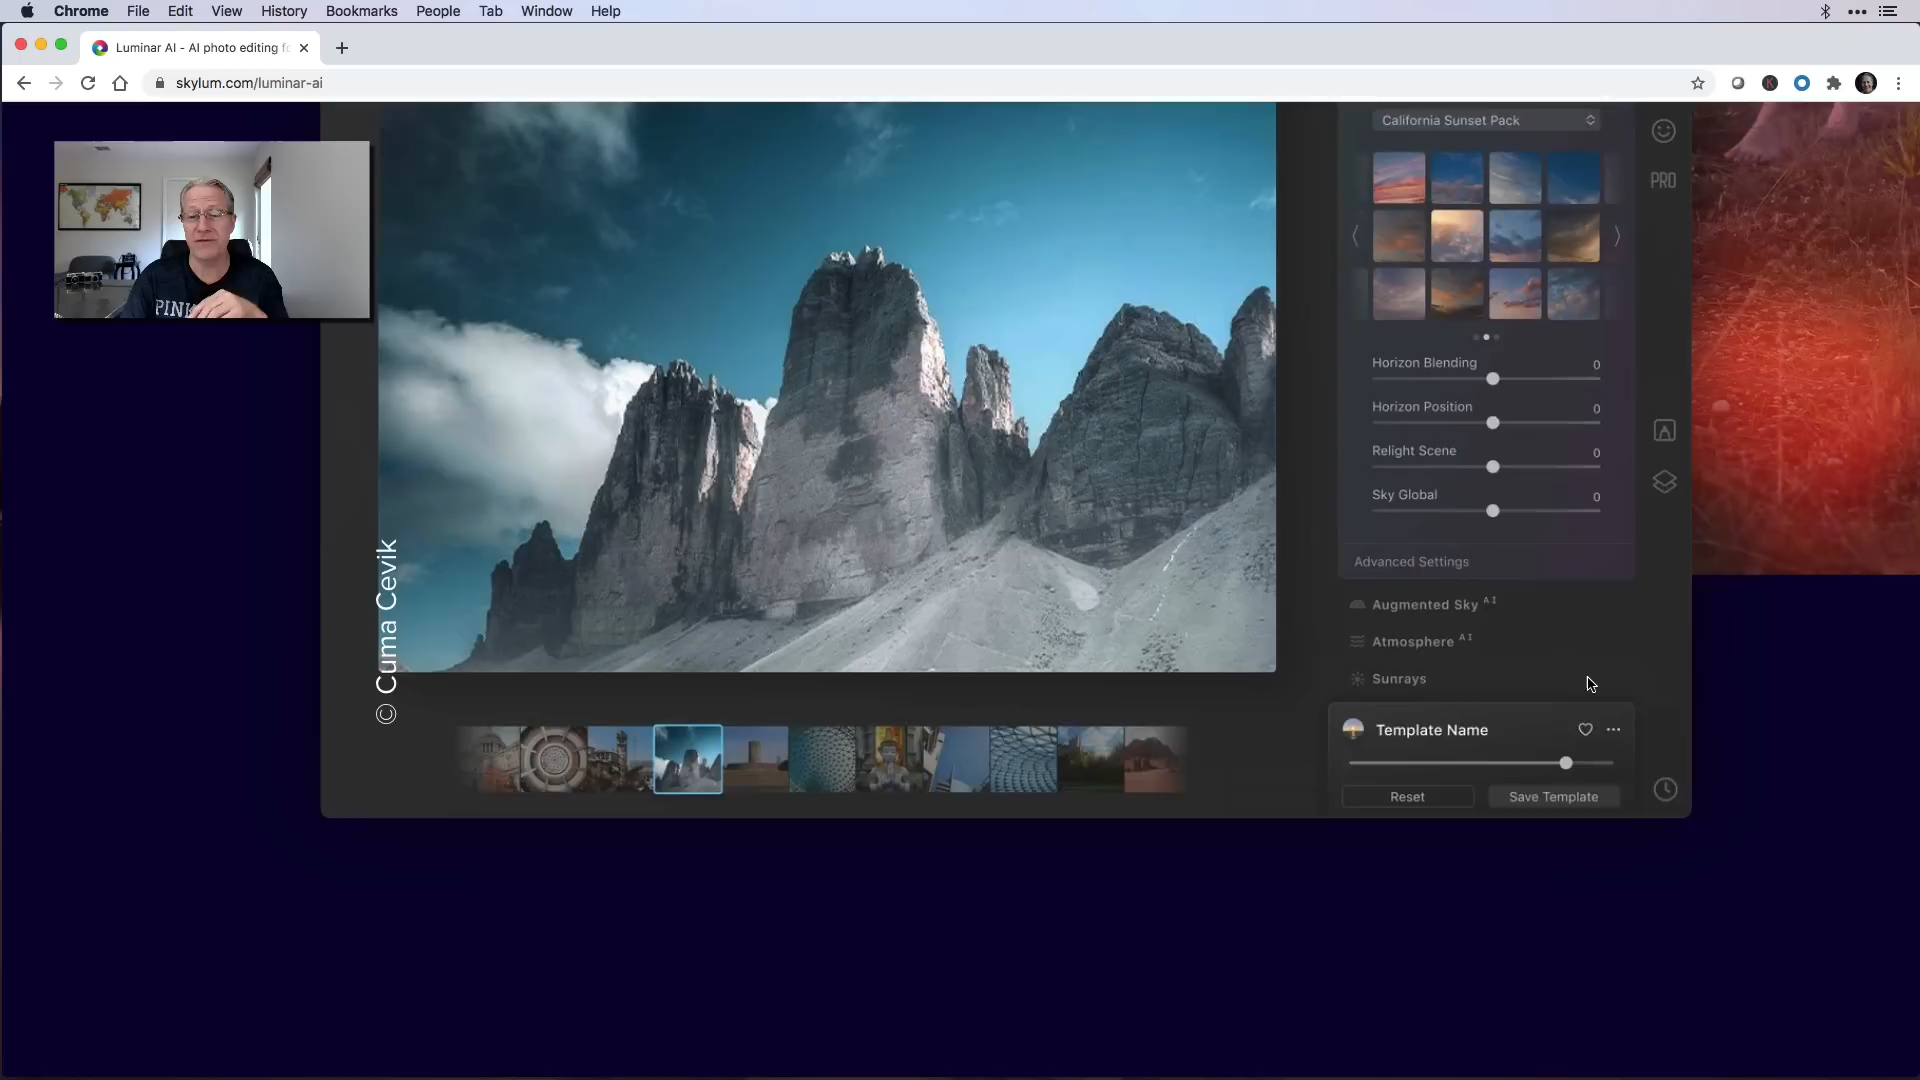 Chrome File Edit View History Bookmarks People Tab Window Help
Luminar AI - AI photo editing f
skylum.com/luminar-ai
California Sunset Pack
PRO
Horizon Blending 0
Horizon Position 0
Relight Scene 0
Sky Global 0
Advanced Settings
Augmented Sky AI
Atmosphere AI
Sunrays
Template Name
Reset Save Template
© Cuma Cevik
PINK
K